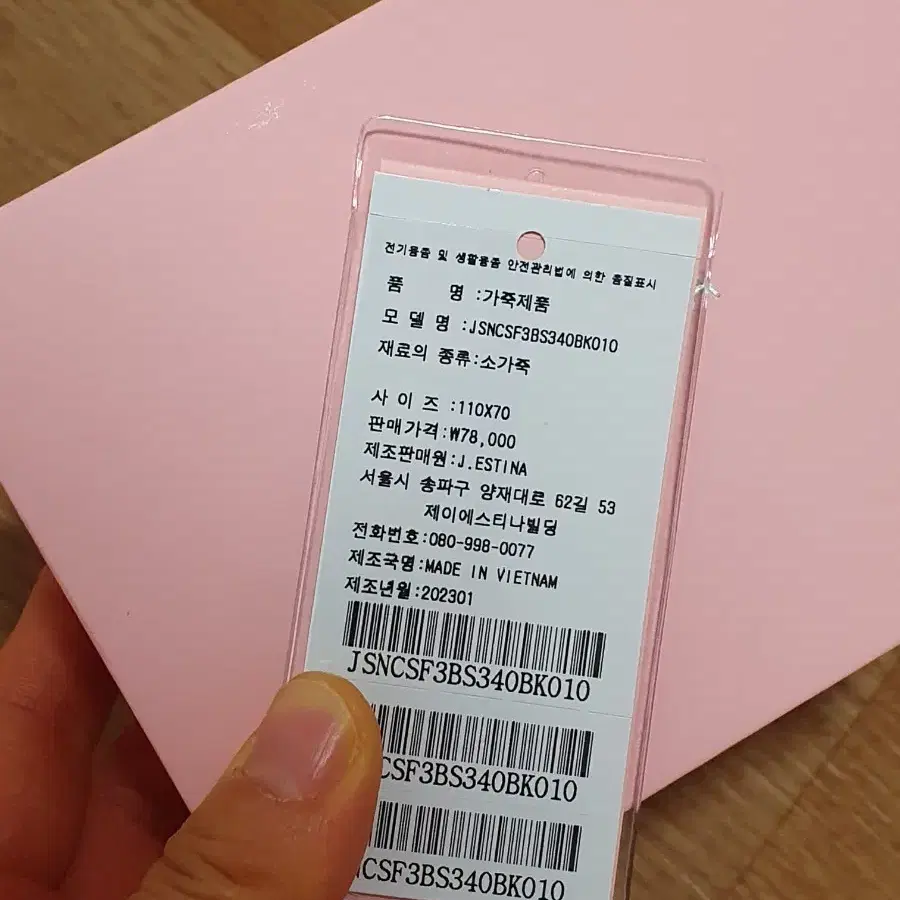 전기용품 및 생활용품 안전관리법에 의한 품질표시
품 명 :가죽제품
모 델 명 :JSNCSF3BS340BK010
재료의 종류:소가죽
사 이 즈 :110X70
판매가격:₩78,000
제조판매원:J.ESTINA
서울시 송파구 양재대로 62길 53
제이에스티나빌딩
전화번호:080-998-0077
제조국명:MADE IN VIETNAM
제조년월:202301
JSNCSF3BS340BK010
CSF3BS340BK010
NCSF3BS340BK010